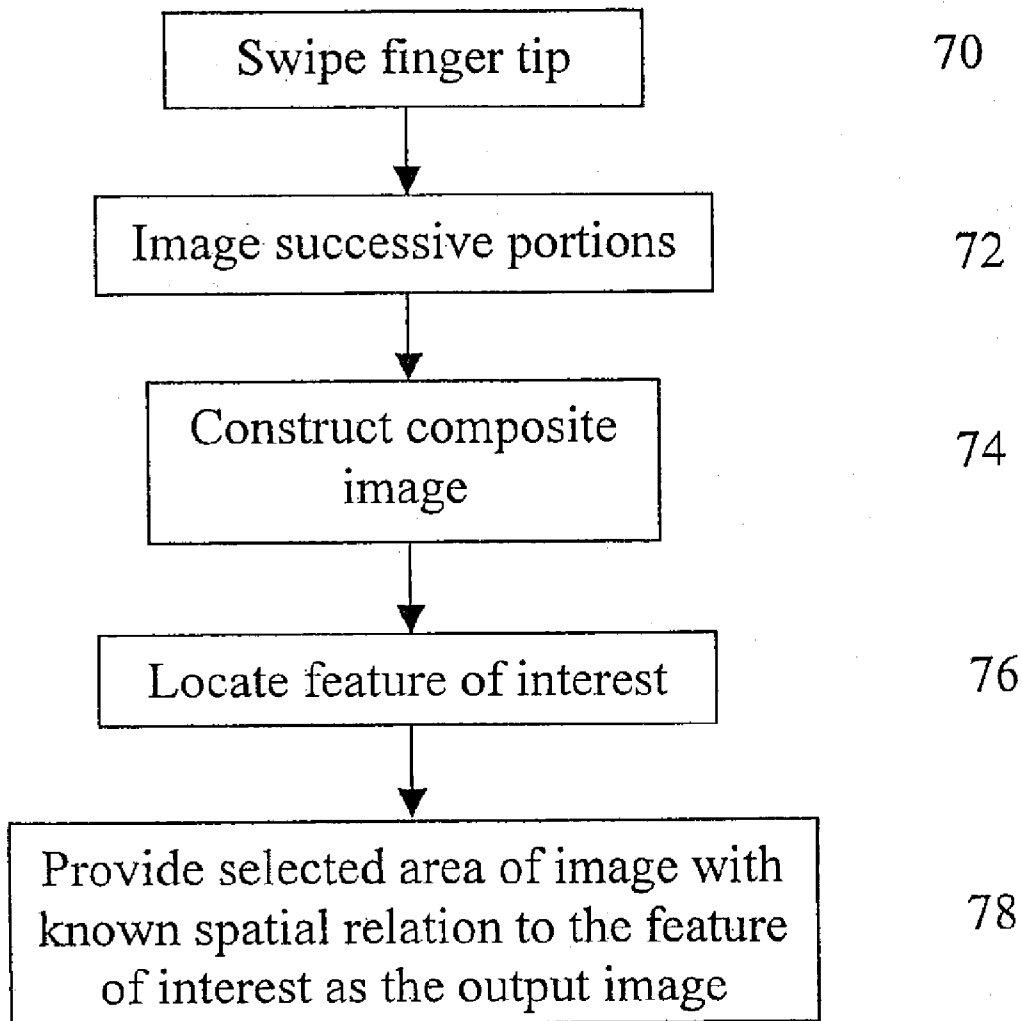 Swipe finger tip
70
Image successive portions
72
Construct composite
image
74
Locate feature of interest
76
Provide selected area of image with
known spatial relation to the feature
of interest as the output image
78